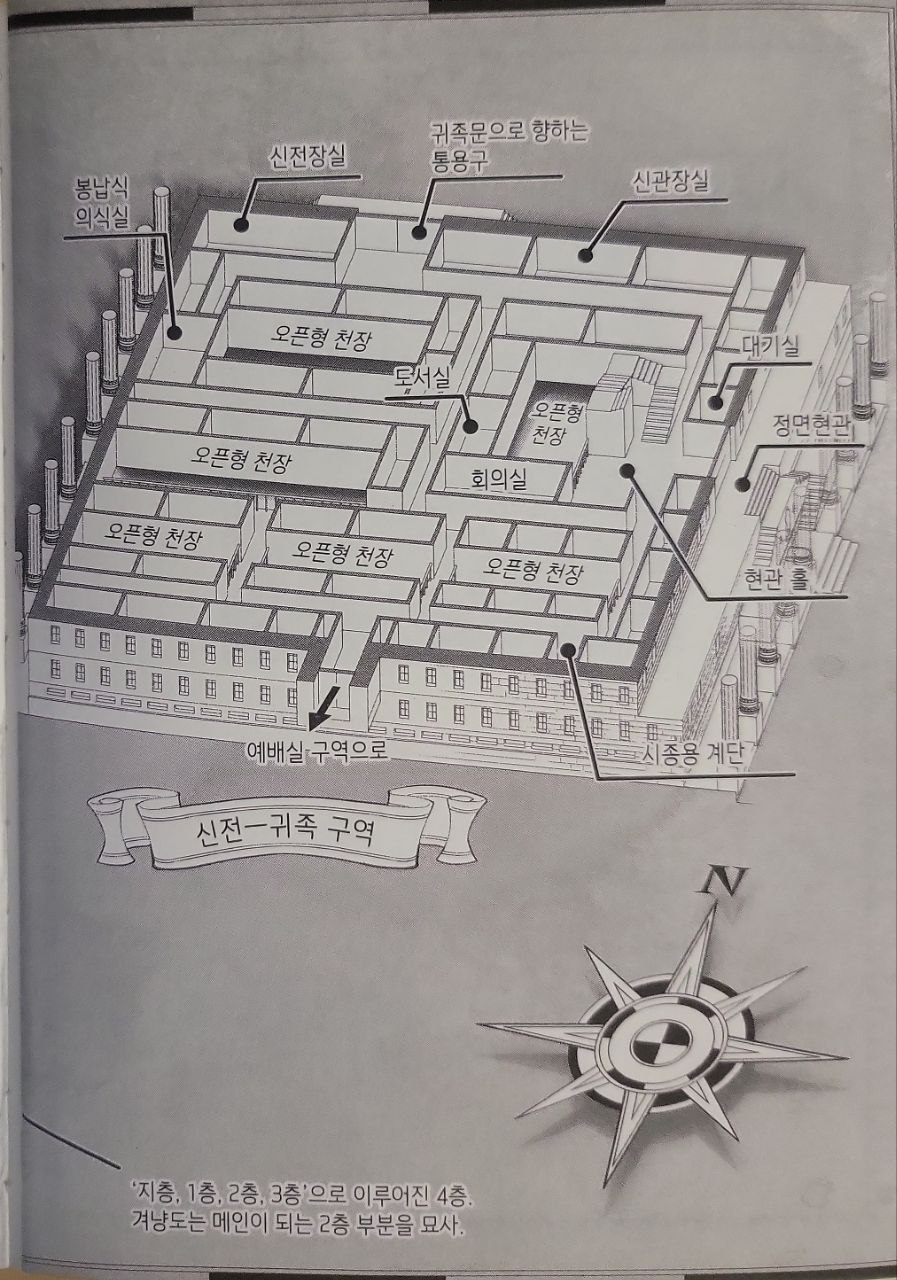 귀족문으로 향하는
통용구
신전장실
신관장실
봉납식
의식실
오픈형 천장
대기실
도서실
오픈형
천장
정면현관
오픈형 천장
회의실
오픈형 천장
오픈형 천장
오픈형 천장
현관 홀
예배실 구역으로
시종용 계단
신전—귀족 구역
N
'지층, 1층, 2층, 3층'으로 이루어진 4층.
겨냥도는 메인이 되는 2층 부분을 묘사.